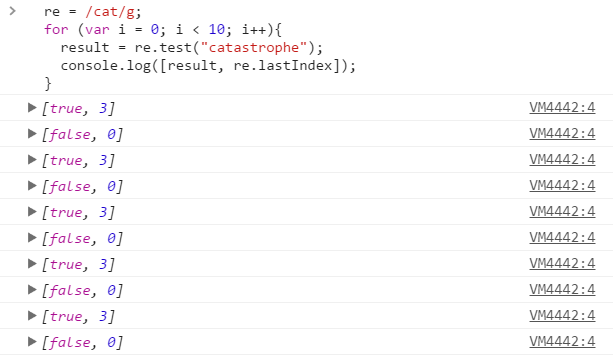 > re = /cat/g;
for (var i = 0; i < 10; i++){
result = re.test("catastrophe");
console.log([result, re.lastIndex]);
}
[true, 3] VM4442:4
[false, 0] VM4442:4
[true, 3] VM4442:4
[false, 0] VM4442:4
[true, 3] VM4442:4
[false, 0] VM4442:4
[true, 3] VM4442:4
[false, 0] VM4442:4
[true, 3] VM4442:4
[false, 0] VM4442:4